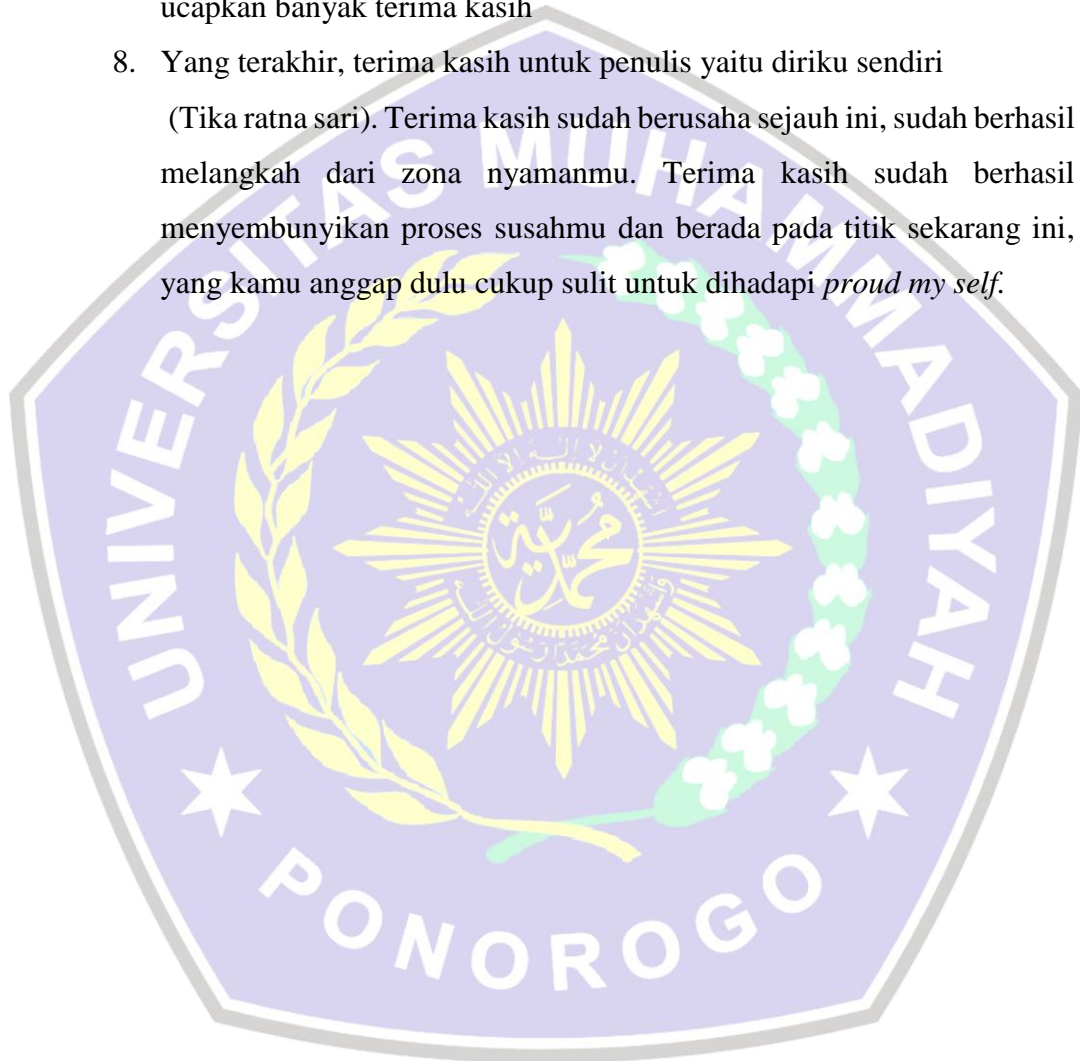 ucapkan banyak terima kasih
8. Yang terakhir, terima kasih untuk penulis yaitu diriku sendiri
(Tika ratna sari). Terima kasih sudah berusaha sejauh ini, sudah berhasil
melangkah dari zona nyamanmu. Terima kasih sudah berhasil
menyembunyikan proses susahmu dan berada pada titik sekarang ini,
yang kamu anggap dulu cukup sulit untuk dihadapi proud my self.
UNIVERSITAS MUHAMMADIYAH
محمدية
PONOROGO